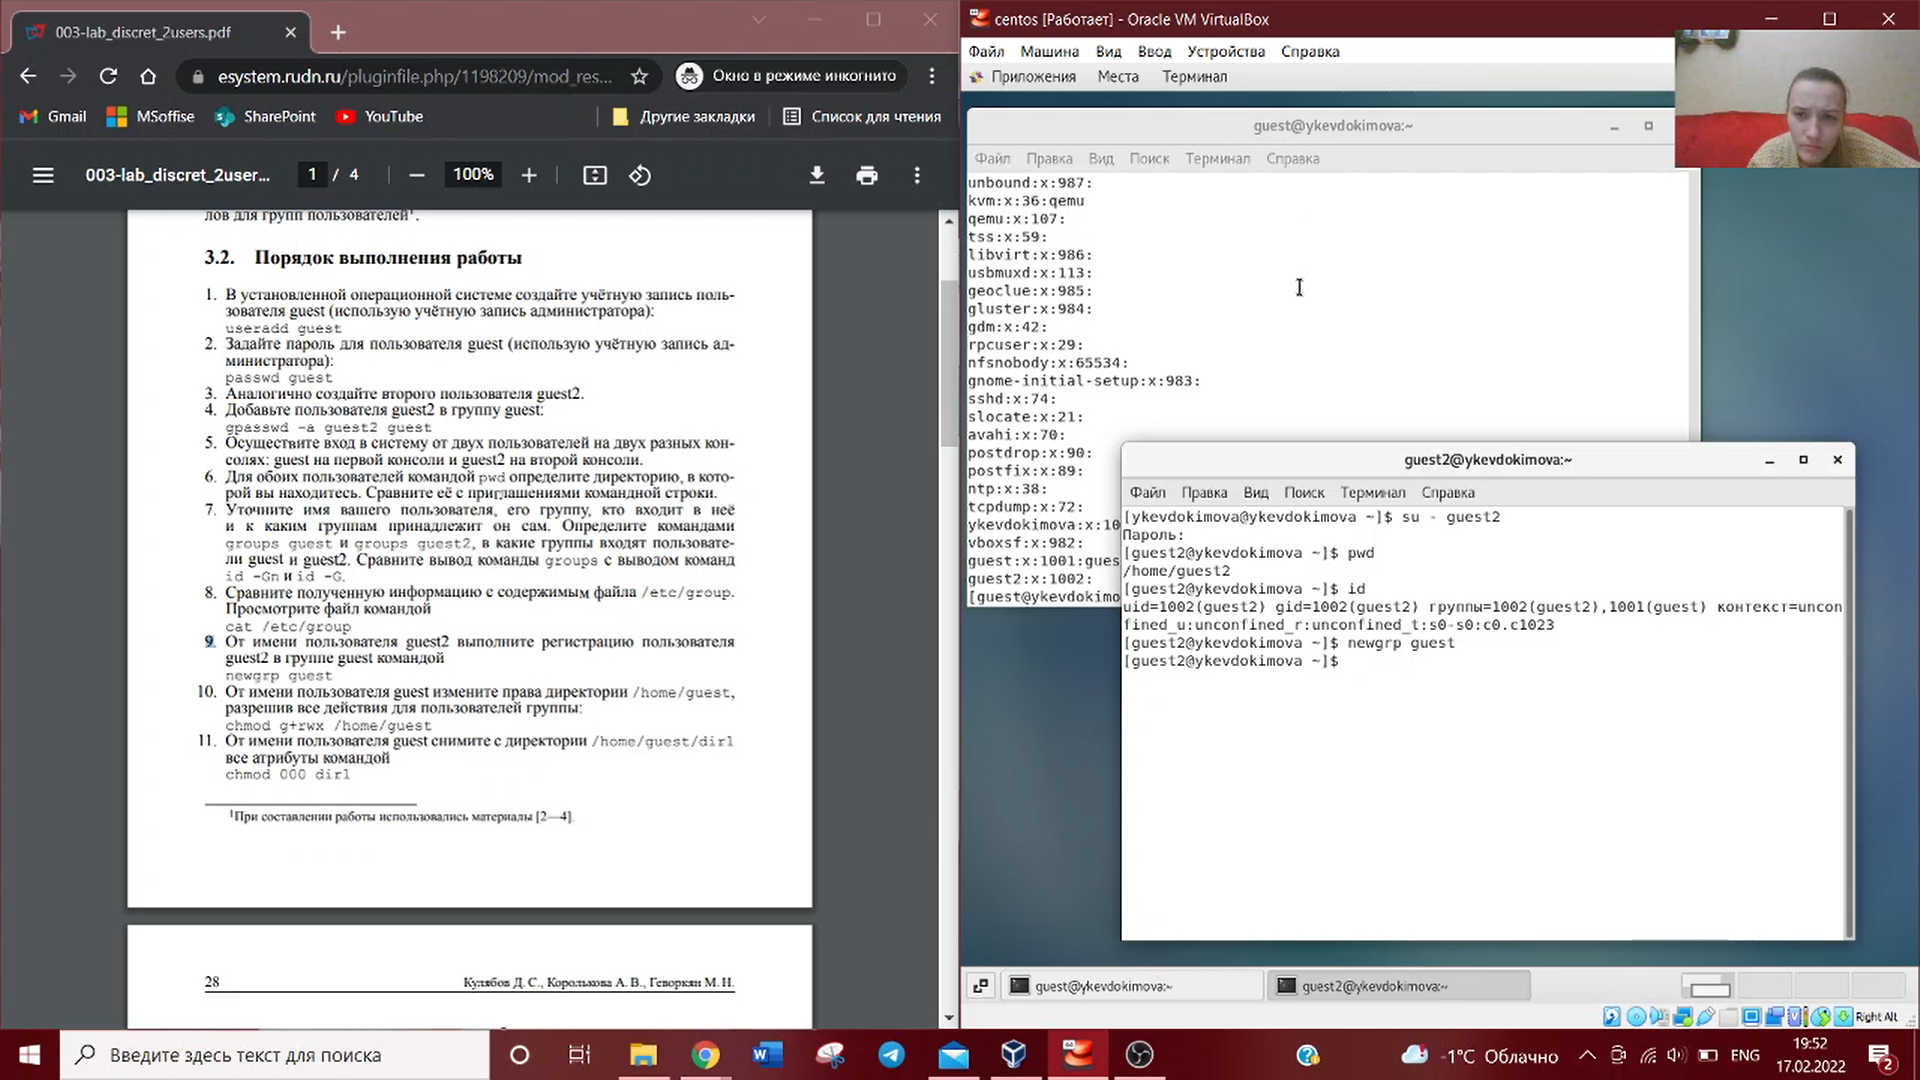 003-lab_discret_2users.pdf
esystem.rudn.ru/pluginfile.php/1198209/mod_res...
Окно в режиме инкогнито
Gmail
MSoffise
SharePoint
YouTube
Другие закладки
Список для чтения
003-lab_discret_2user...
1 / 4
100%
лов для групп пользователей¹.
3.2. Порядок выполнения работы
1. В установленной операционной системе создайте учётную запись поль-
зователя guest (использую учётную запись администратора):
useradd guest
2. Задайте пароль для пользователя guest (использую учётную запись ад-
министратора):
passwd guest
3. Аналогично создайте второго пользователя guest2.
4. Добавьте пользователя guest2 в группу guest:
gpasswd -a guest2 guest
5. Осуществите вход в систему от двух пользователей на двух разных кон-
солях: guest на первой консоли и guest2 на второй консоли.
6. Для обоих пользователей командой pwd определите директорию, в кото-
рой вы находитесь. Сравните её с приглашениями командной строки.
7. Уточните имя вашего пользователя, его группу, кто входит в неё
и к каким группам принадлежит он сам. Определите командами
groups guest и groups guest2, в какие группы входят пользовате-
ли guest и guest2. Сравните вывод команды groups с выводом команд
id -Gn и id -G.
8. Сравните полученную информацию с содержимым файла /etc/group.
Просмотрите файл командой
cat /etc/group
9. От имени пользователя guest2 выполните регистрацию пользователя
guest2 в группе guest командой
newgrp guest
10. От имени пользователя guest измените права директории /home/guest,
разрешив все действия для пользователей группы:
chmod g+rwx /home/guest
11. От имени пользователя guest снимите с директории /home/guest/dir1
все атрибуты командой
chmod 000 dir1
¹При составлении работы использовались материалы [2—4].
28
Кулябов Д. С., Королькова А. В., Геворкян М. Н.
centos [Работает] - Oracle VM VirtualBox
Файл Машина Вид Ввод Устройства Справка
Приложения Места Терминал
guest@ykevdokimova:~
Файл Правка Вид Поиск Терминал Справка
unbound:x:987:
kvm:x:36:qemu
qemu:x:107:
tss:x:59:
libvirt:x:986:
usbmuxd:x:113:
geoclue:x:985:
gluster:x:984:
gdm:x:42:
rpcuser:x:29:
nfsnobody:x:65534:
gnome-initial-setup:x:983:
sshd:x:74:
slocate:x:21:
avahi:x:70:
postdrop:x:90:
postfix:x:89:
ntp:x:38:
tcpdump:x:72:
ykevdokimova:x:10
vboxsf:x:982:
guest:x:1001:gues
guest2:x:1002:
[guest@ykevdokimo
guest2@ykevdokimova:~
Файл Правка Вид Поиск Терминал Справка
[ykevdokimova@ykevdokimova ~]$ su - guest2
Пароль:
[guest2@ykevdokimova ~]$ pwd
/home/guest2
[guest2@ykevdokimova ~]$ id
uid=1002(guest2) gid=1002(guest2) группы=1002(guest2),1001(guest) контекст=uncon
fined_u:unconfined_r:unconfined_t:s0-s0:c0.c1023
[guest2@ykevdokimova ~]$ newgrp guest
[guest2@ykevdokimova ~]$
guest@ykevdokimova:~
guest2@ykevdokimova:~
Right Alt
Введите здесь текст для поиска
-1°C Облачно
ENG
19:52
17.02.2022
2